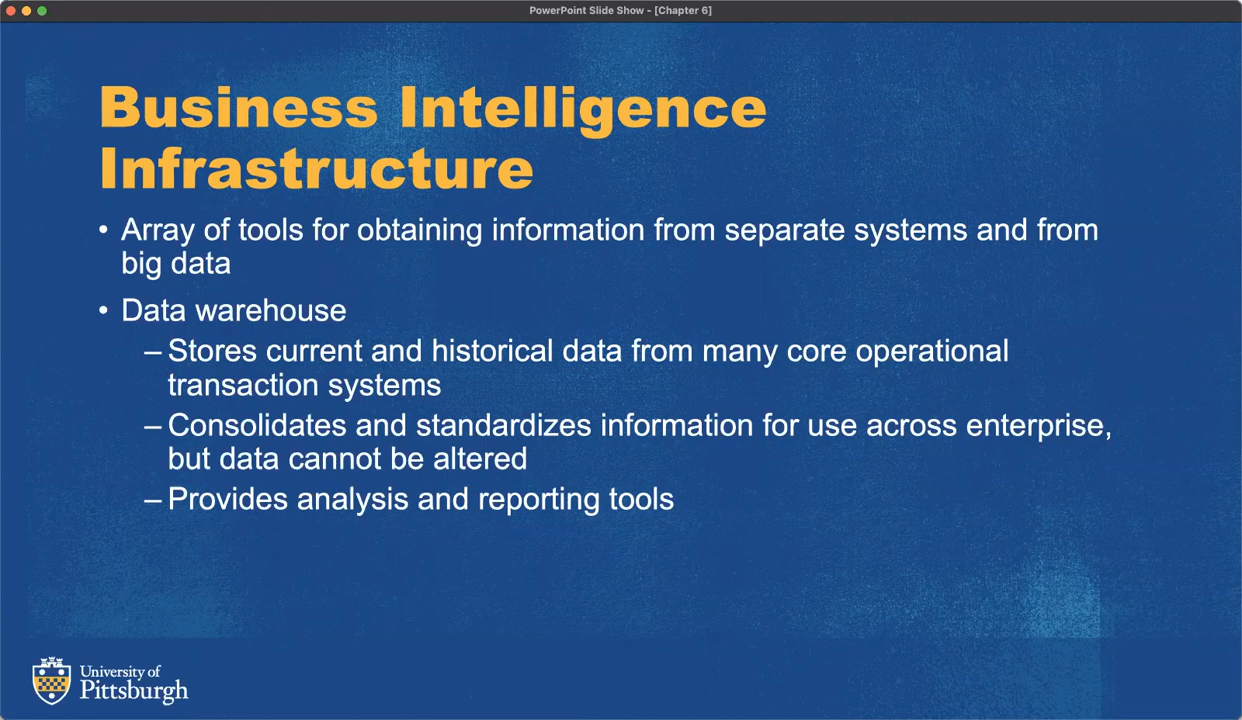 PowerPoint Slide Show - [Chapter 6]
Business Intelligence
Infrastructure
• Array of tools for obtaining information from separate systems and from
big data
• Data warehouse
– Stores current and historical data from many core operational
transaction systems
– Consolidates and standardizes information for use across enterprise,
but data cannot be altered
– Provides analysis and reporting tools
University of
Pittsburgh